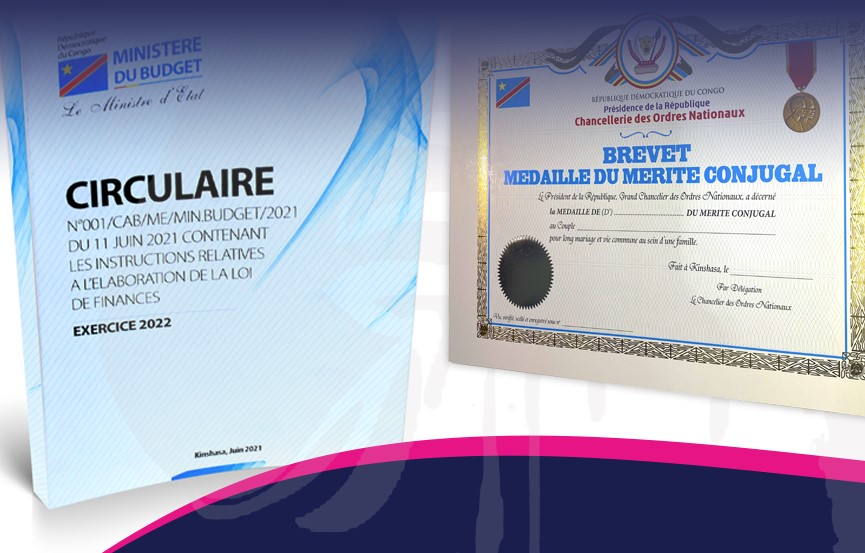 République
Démocratique
du Congo
MINISTERE
DU BUDGET
Le Ministre d'Etat
CIRCULAIRE
N°001/CAB/ME/MIN.BUDGET/2021
DU 11 JUIN 2021 CONTENANT
LES INSTRUCTIONS RELATIVES
A L'ELABORATION DE LA LOI
DE FINANCES
EXERCICE 2022
Kinshasa, Juin 2021
RÉPUBLIQUE DÉMOCRATIQUE DU CONGO
Présidence de la République
Chancellerie des Ordres Nationaux
BREVET
MEDAILLE DU MERITE CONJUGAL
Le Président de la République, Grand Chancelier des Ordres Nationaux, a décerné
la MEDAILLE DE (D') DU MERITE CONJUGAL
au Couple
pour long mariage et vie commune au sein d'une famille.
Fait à Kinshasa, le
Par Délégation
Le Chancelier des Ordres Nationaux
Vu, vérifié, scellé et enregistré sous n°